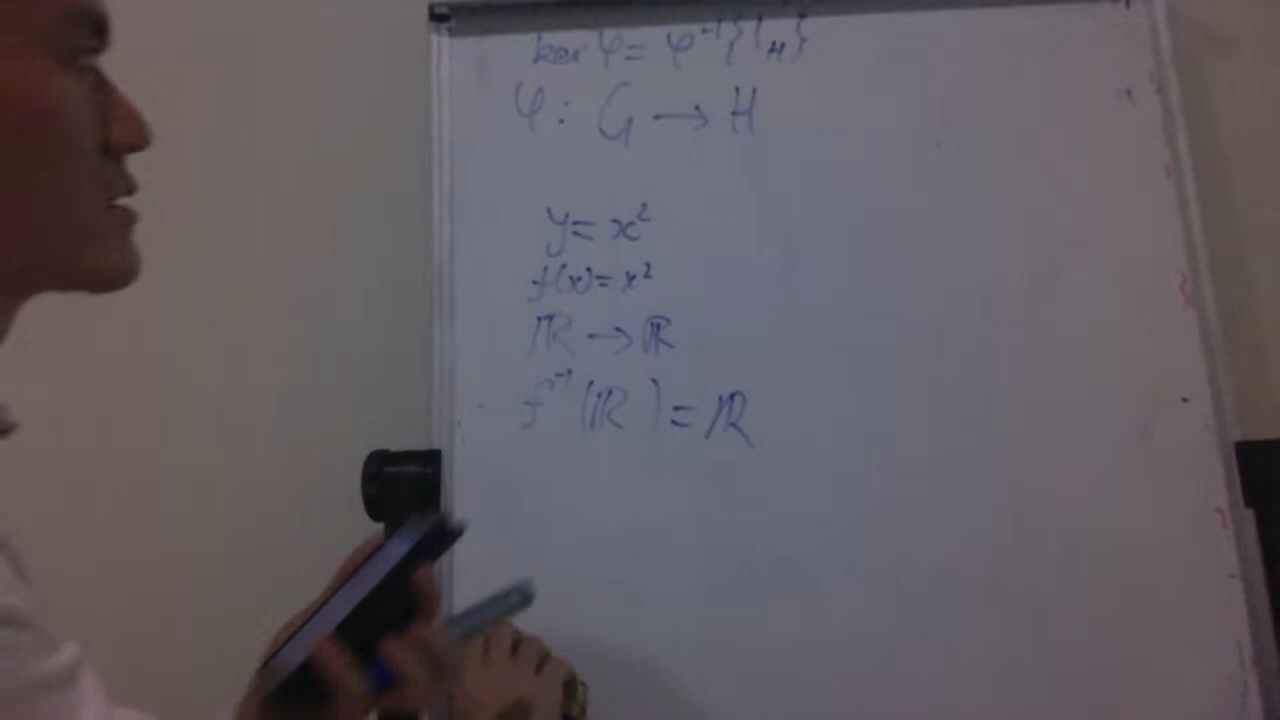 ker φ = φ⁻¹{1_H}
φ: G → H
y = x²
f(x) = x²
ℝ → ℝ
f⁻¹(ℝ) = ℝ